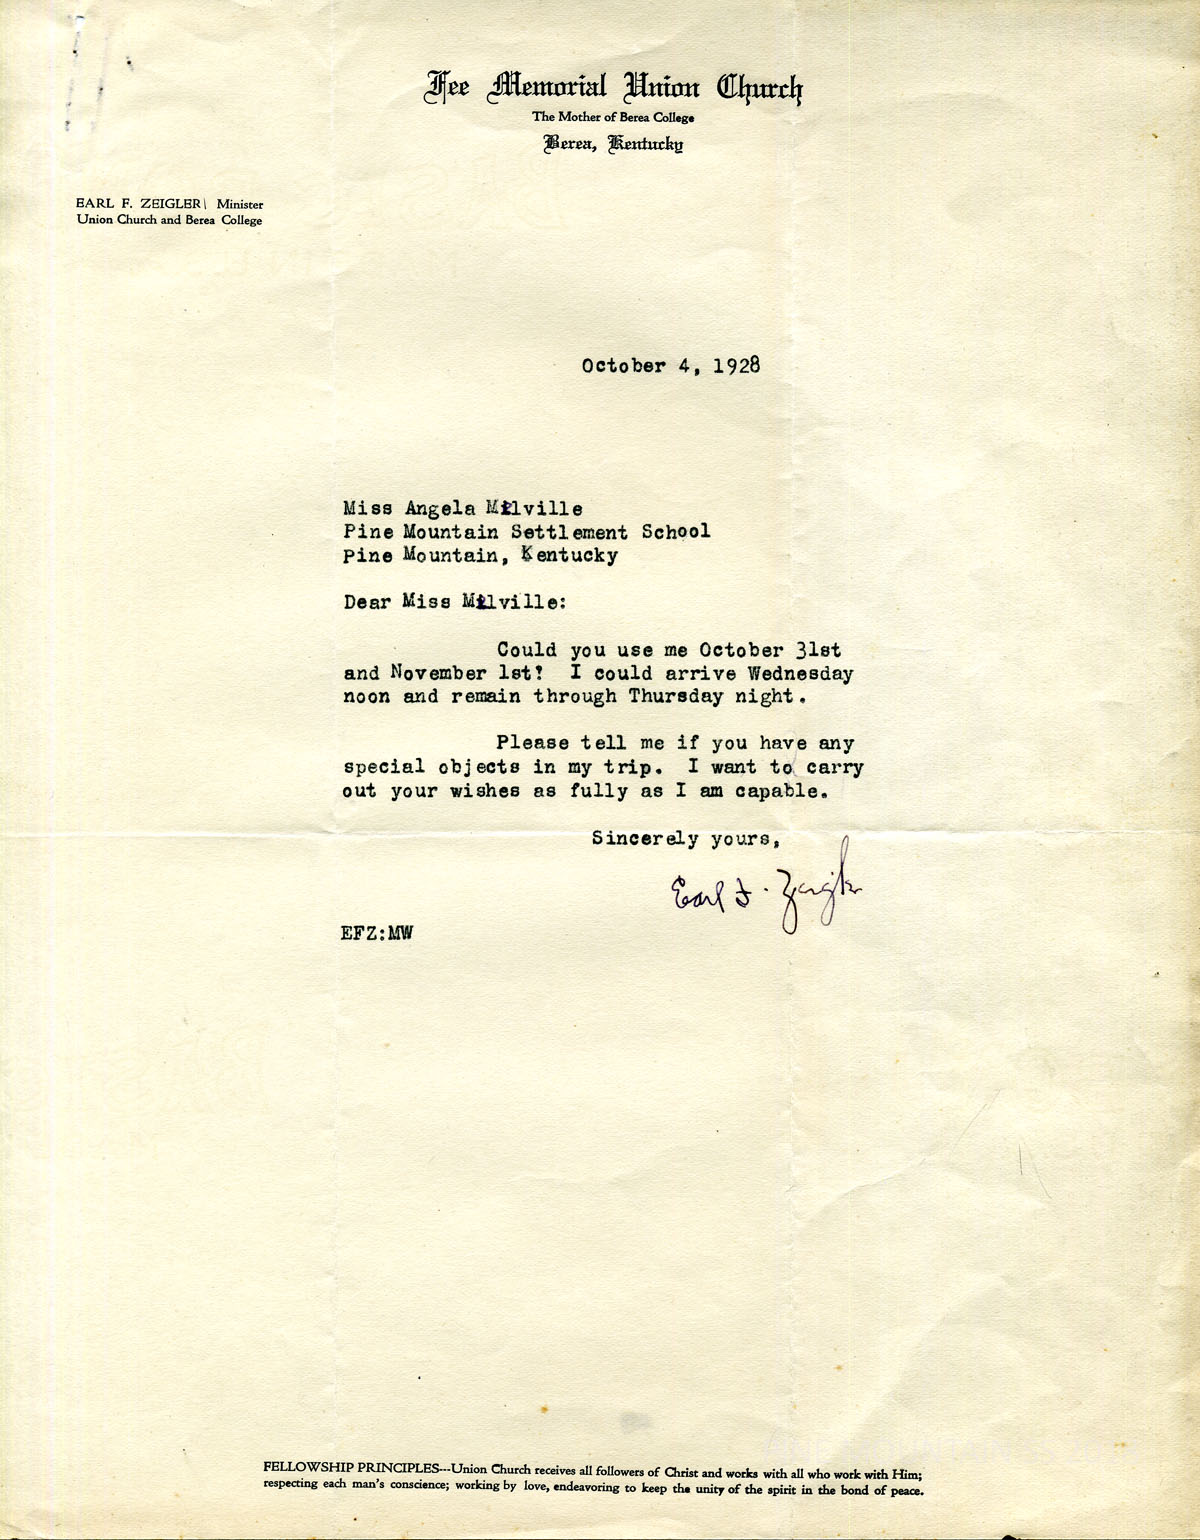 Fee Memorial Union Church
The Mother of Berea College
Berea, Kentucky
EARL F. ZEIGLER Minister
Union Church and Berea College
October 4, 1928
Miss Angela Milville
Pine Mountain Settlement School
Pine Mountain, Kentucky
Dear Miss Milville:
Could you use me October 31st
and November 1st? I could arrive Wednesday
noon and remain through Thursday night.
Please tell me if you have any
special objects in my trip. I want to carry
out your wishes as fully as I am capable.
Sincerely yours,
Earl F. Zeigler
EFZ:MW
FELLOWSHIP PRINCIPLES---Union Church receives all followers of Christ and works with all who work with Him;
respecting each man's conscience; working by love, endeavoring to keep the unity of the spirit in the bond of peace.